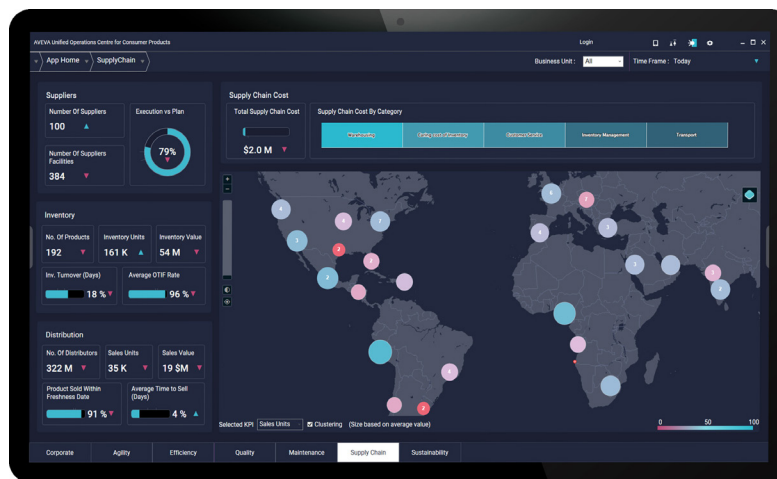 AVEVA Unified Operations Centre for Consumer Products
Login
App Home
SupplyChain
Business Unit :
All
Time Frame : Today
Suppliers
Number Of Suppliers
100
Execution vs Plan
79%
Number Of Suppliers
Facilities
384
Supply Chain Cost
Total Supply Chain Cost
$2.0 M
Supply Chain Cost By Category
Warehousing
Customer Service
Inventory Management
Transport
Inventory
No. Of Products
192
Inventory Units
161 K
Inventory Value
54 M
Inv. Turnover (Days)
18 %
Average OTIF Rate
96 %
Distribution
No. Of Distributors
322 M
Sales Units
35 K
Sales Value
19 $M
Product Sold Within
Freshness Date
91 %
Average Time to Sell
(Days)
4 %
2
2
2
2
Selected KPI
Sales Units
Clustering
(Size based on average value)
0
50
100
Corporate
Agility
Efficiency
Quality
Maintenance
Supply Chain
Sustainability